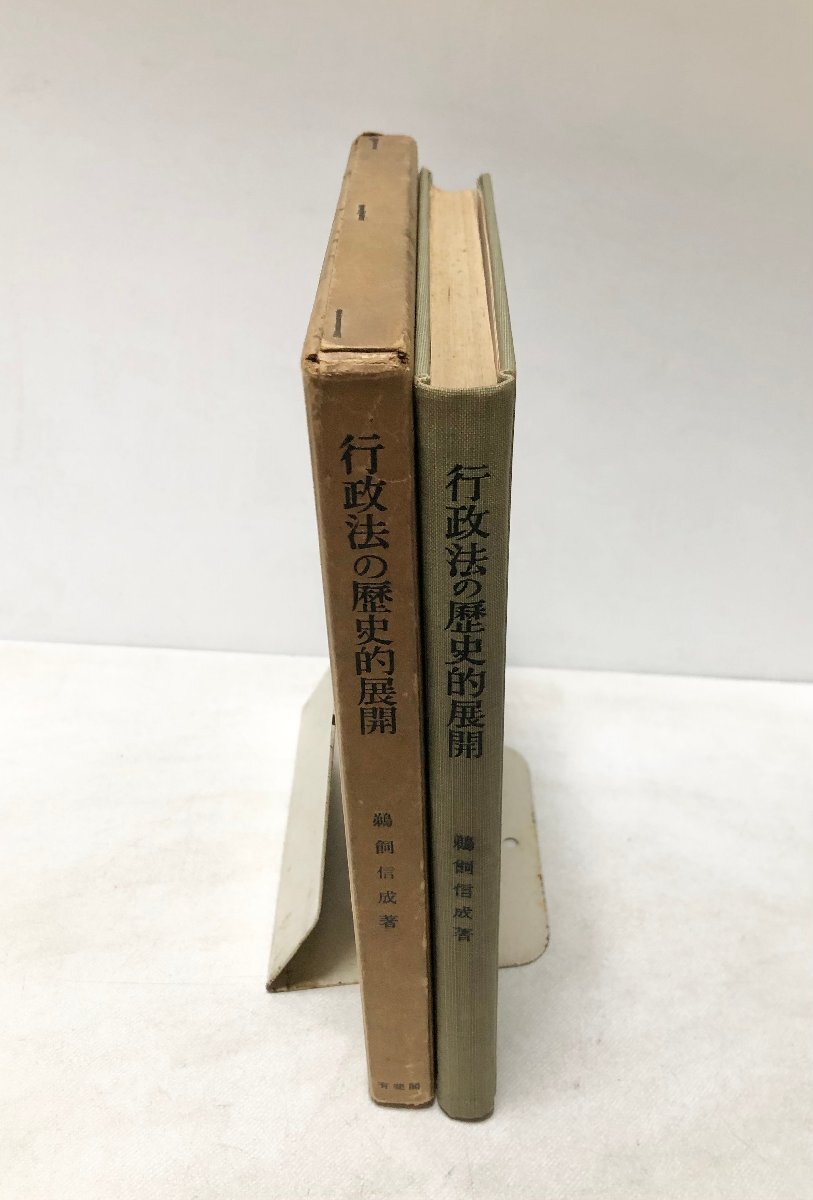 行政法の歴史的展開
鵜飼信成著
有斐閣
行政法の歴史的展開
鵜飼信成著